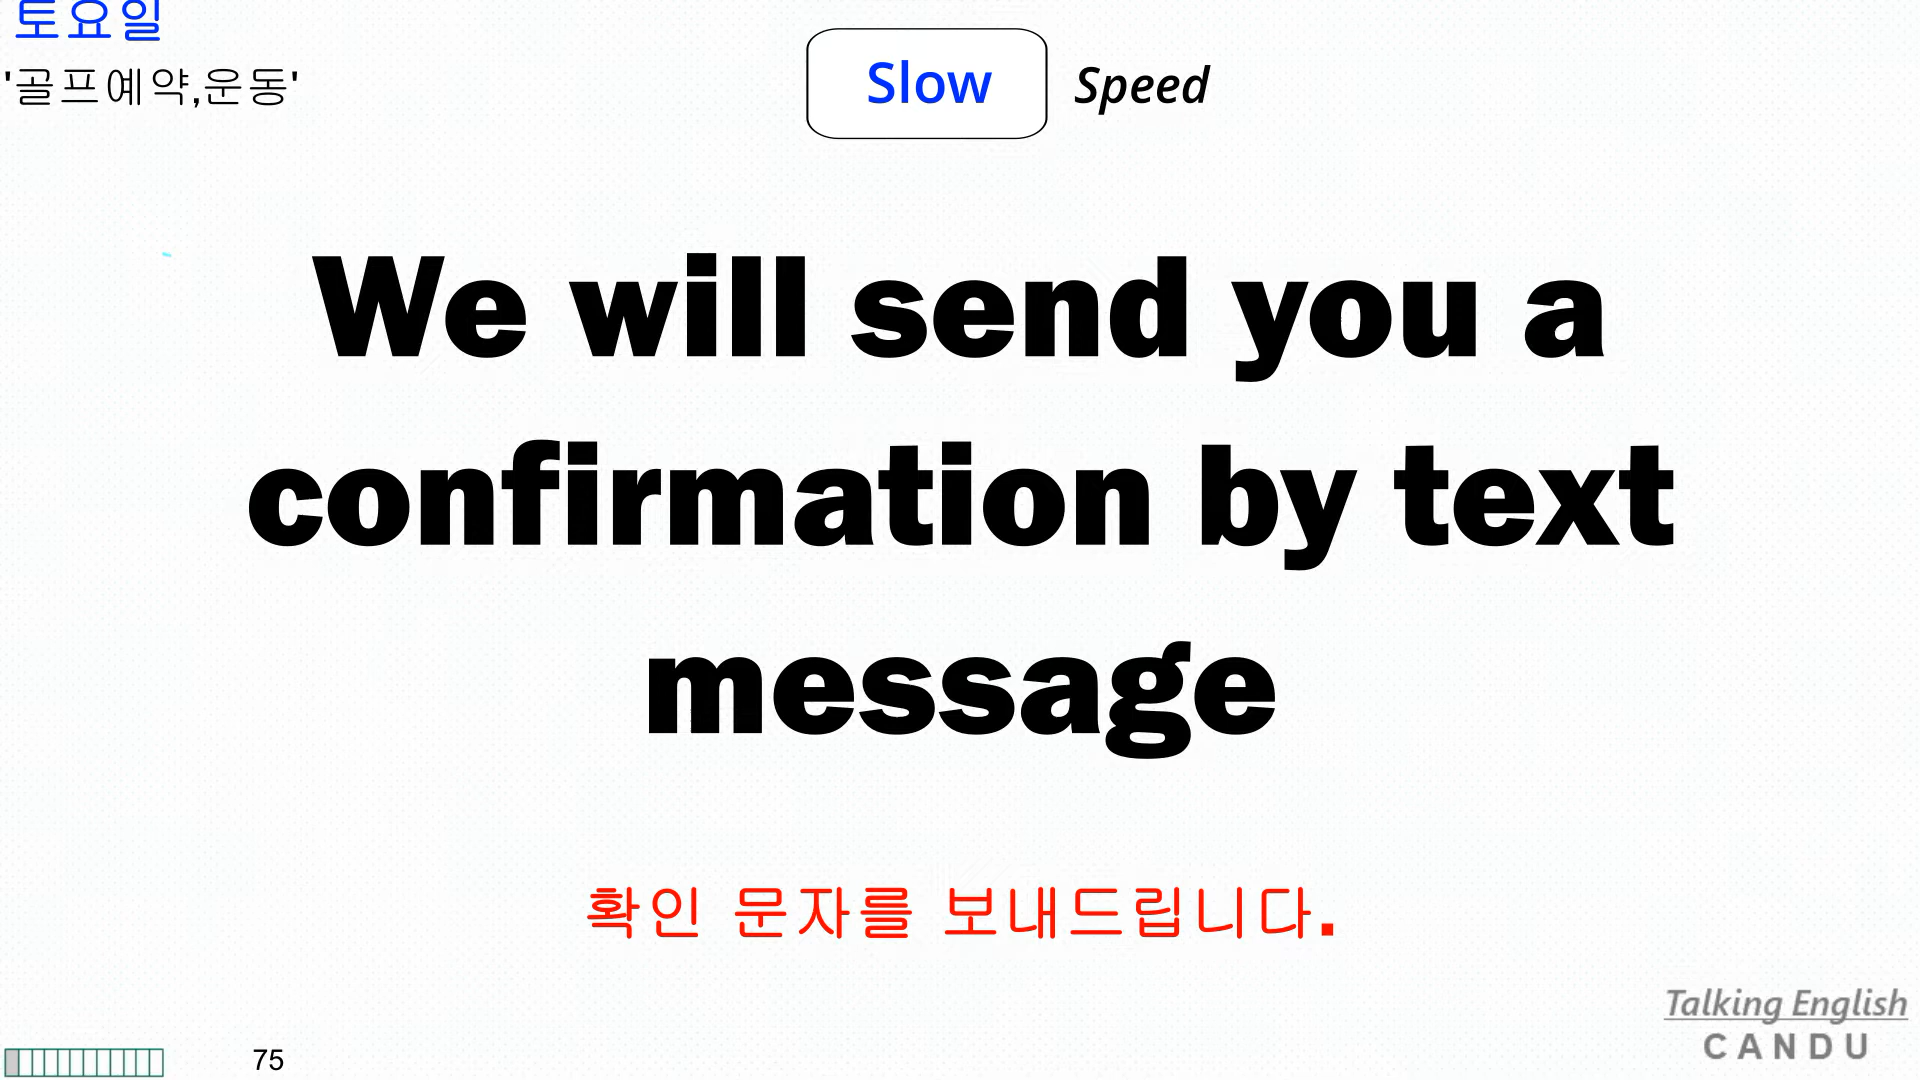 토요일
'골프예약,운동'
Slow Speed
We will send you a
confirmation by text
message
확인 문자를 보내드립니다.
Talking English
CANDU
75